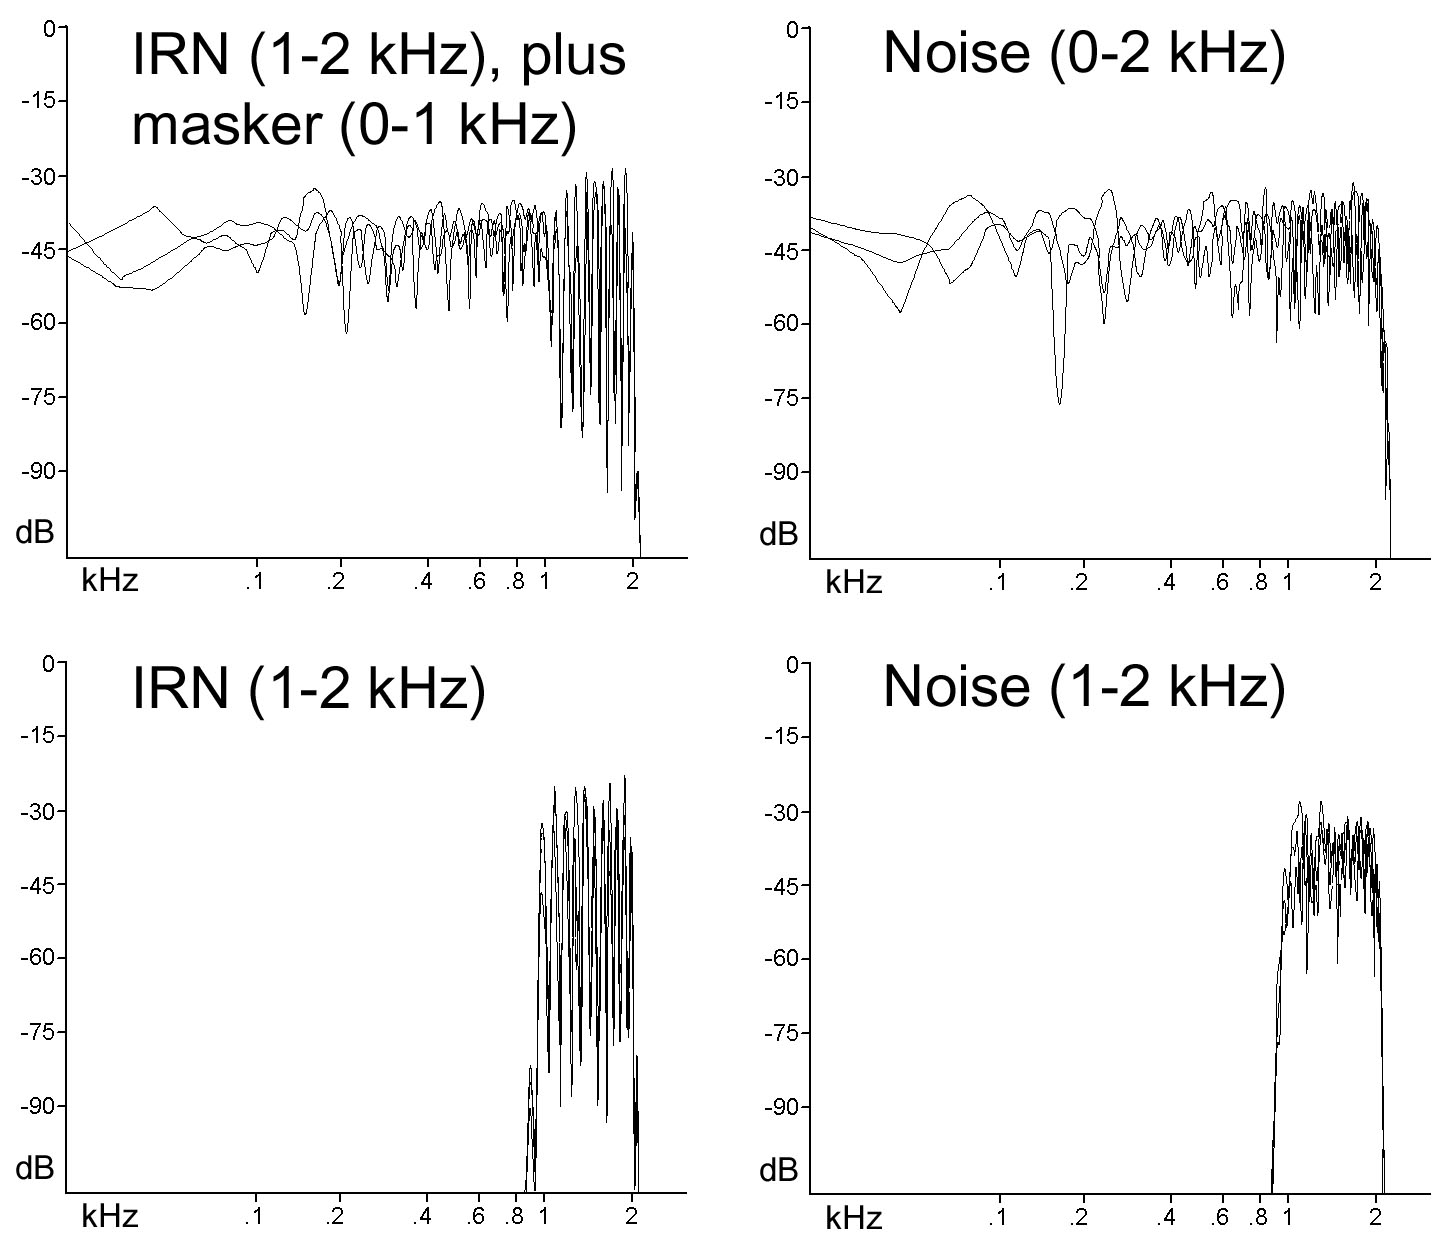 IRN (1-2 kHz), plus
masker (0-1 kHz)
0
-15
-30
-45
-60
-75
-90
dB
kHz
.1 .2 .4 .6 .8 1 2
Noise (0-2 kHz)
0
-15
-30
-45
-60
-75
-90
dB
kHz
.1 .2 .4 .6 .8 1 2
IRN (1-2 kHz)
0
-15
-30
-45
-60
-75
-90
dB
kHz
.1 .2 .4 .6 .8 1 2
Noise (1-2 kHz)
0
-15
-30
-45
-60
-75
-90
dB
kHz
.1 .2 .4 .6 .8 1 2